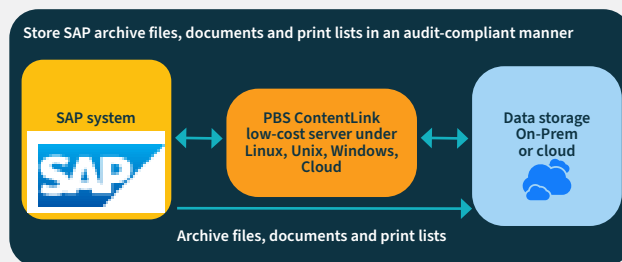 Store SAP archive files, documents and print lists in an audit-compliant manner
SAP system
SAP
PBS ContentLink
low-cost server under
Linux, Unix, Windows,
Cloud
Data storage
On-Prem
or cloud
Archive files, documents and print lists